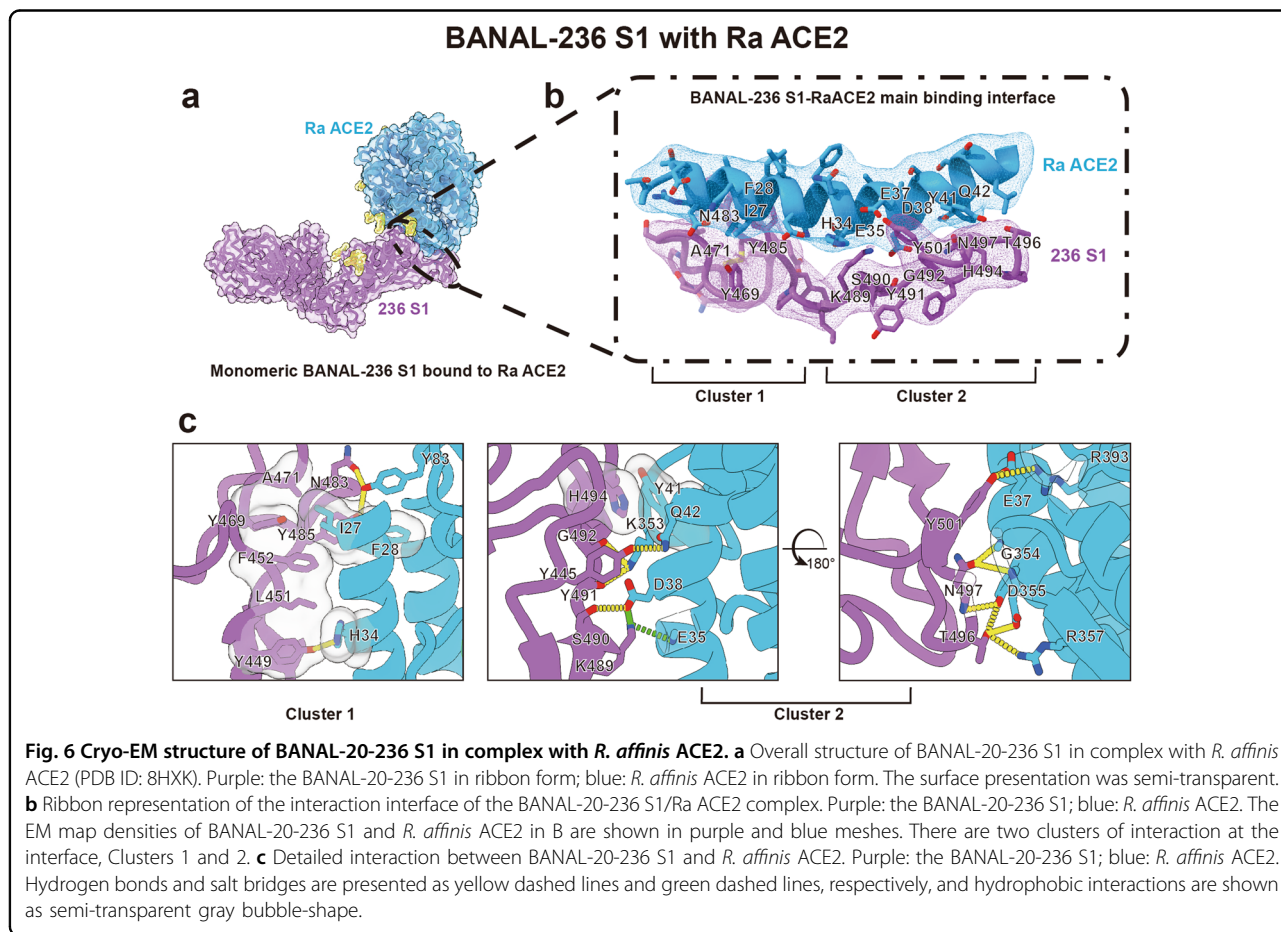 BANAL-236 S1 with Ra ACE2
a
Ra ACE2
236 S1
Monomeric BANAL-236 S1 bound to Ra ACE2
b
BANAL-236 S1-RaACE2 main binding interface
Ra ACE2
F28
E37
Y41
Q42
D38
N483
I27
H34
E35
A471
Y485
Y501
N497
T496
236 S1
G492
H494
S490
Y469
K489
Y491
Cluster 1
Cluster 2
c
A471
N483
Y83
Y469
Y485
I27
F28
F452
L451
H34
Y449
Cluster 1
H494
Y41
Q42
K353
G492
Y445
D38
Y491
S490
E35
K489
180°
R393
E37
Y501
G354
N497
D355
T496
R357
Cluster 2
Fig. 6 Cryo-EM structure of BANAL-20-236 S1 in complex with R. affinis ACE2. a Overall structure of BANAL-20-236 S1 in complex with R. affinis
ACE2 (PDB ID: 8HXK). Purple: the BANAL-20-236 S1 in ribbon form; blue: R. affinis ACE2 in ribbon form. The surface presentation was semi-transparent.
b Ribbon representation of the interaction interface of the BANAL-20-236 S1/Ra ACE2 complex. Purple: the BANAL-20-236 S1; blue: R. affinis ACE2. The
EM map densities of BANAL-20-236 S1 and R. affinis ACE2 in B are shown in purple and blue meshes. There are two clusters of interaction at the
interface, Clusters 1 and 2. c Detailed interaction between BANAL-20-236 S1 and R. affinis ACE2. Purple: the BANAL-20-236 S1; blue: R. affinis ACE2.
Hydrogen bonds and salt bridges are presented as yellow dashed lines and green dashed lines, respectively, and hydrophobic interactions are shown
as semi-transparent gray bubble-shape.